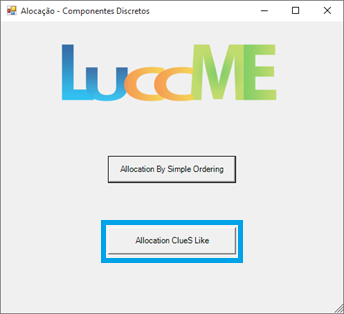 Alocação - Componentes Discretos
LuccME
Allocation By Simple Ordering
Allocation ClueS Like